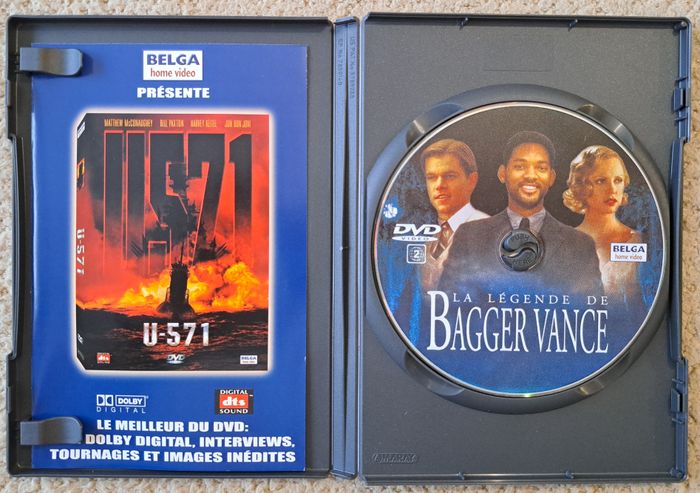 BELGA
home video
PRÉSENTE
MATTHEW McCONAUGHEY BILL PAXTON HARVEY KEITEL JON BON JOVI
U-571
U-571
U-571
DVD
BELGA
DOLBY
DIGITAL
DIGITAL
dts
SOUND
LE MEILLEUR DU DVD:
DOLBY DIGITAL, INTERVIEWS,
TOURNAGES ET IMAGES INÉDITES
DVD
VIDEO
2
BELGA
home video
LA LÉGENDE DE
BAGGER VANCE
AMARAY